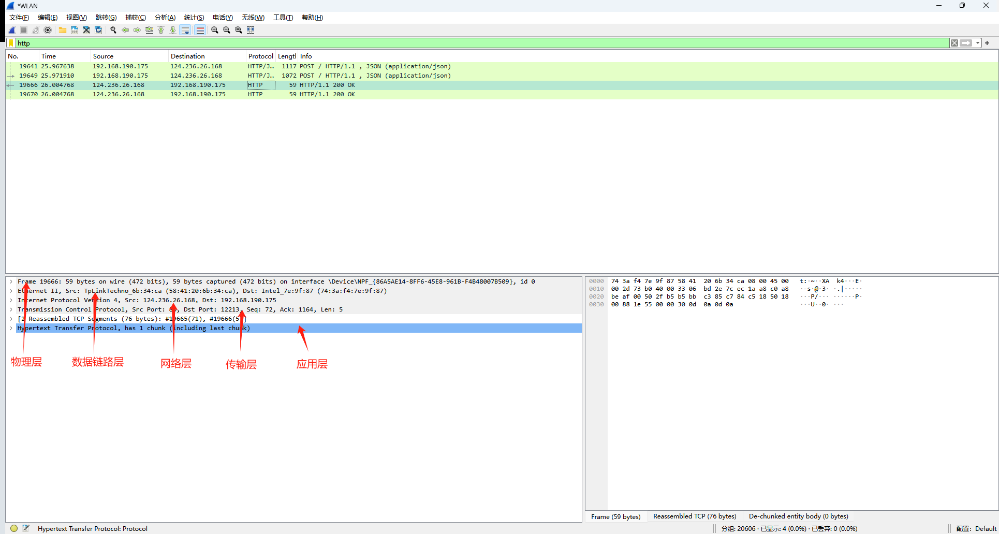 *WLAN
文件(F) 编辑(E) 视图(V) 跳转(G) 捕获(C) 分析(A) 统计(S) 电话(Y) 无线(W) 工具(T) 帮助(H)
http
No. Time Source Destination Protocol Lengtl Info
19641 25.967638 192.168.190.175 124.236.26.168 HTTP/J… 1117 POST / HTTP/1.1 , JSON (application/json)
19649 25.971910 192.168.190.175 124.236.26.168 HTTP/J… 1072 POST / HTTP/1.1 , JSON (application/json)
19666 26.004768 124.236.26.168 192.168.190.175 HTTP 59 HTTP/1.1 200 OK
19670 26.004768 124.236.26.168 192.168.190.175 HTTP 59 HTTP/1.1 200 OK
Frame 19666: 59 bytes on wire (472 bits), 59 bytes captured (472 bits) on interface \Device\NPF_{86A5AE14-8FF6-45E8-961B-F4B48007B509}, id 0
Ethernet II, Src: TpLinkTechno_6b:34:ca (58:41:20:6b:34:ca), Dst: Intel_7e:9f:87 (74:3a:f4:7e:9f:87)
Internet Protocol Version 4, Src: 124.236.26.168, Dst: 192.168.190.175
Transmission Control Protocol, Src Port: 80, Dst Port: 12213, Seq: 72, Ack: 1164, Len: 5
[2 Reassembled TCP Segments (76 bytes): #19665(71), #19666(5)]
Hypertext Transfer Protocol, has 1 chunk (including last chunk)
物理层 数据链路层 网络层 传输层 应用层
0000 74 3a f4 7e 9f 87 58 41 20 6b 34 ca 08 00 45 00 t:·~··XA k4···E·
0010 00 2d 73 b0 40 00 33 06 bd 2e 7c ec 1a a8 c0 a8 ·-s·@·3· ·.|·····
0020 be af 00 50 2f b5 b5 bb c3 85 c7 84 c5 18 50 18 ···P/··· ······P·
0030 00 88 1e 55 00 00 30 0d 0a 0d 0a ···U··0· ···
Frame (59 bytes) Reassembled TCP (76 bytes) De-chunked entity body (0 bytes)
Hypertext Transfer Protocol: Protocol
分组: 20606 · 已显示: 4 (0.0%) · 已丢弃: 0 (0.0%)
配置: Default